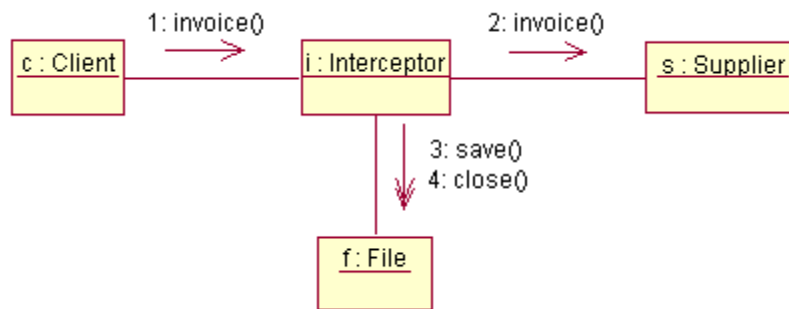 1: invoice()
2: invoice()
c : Client
i : Interceptor
s : Supplier
3: save()
4: close()
f : File